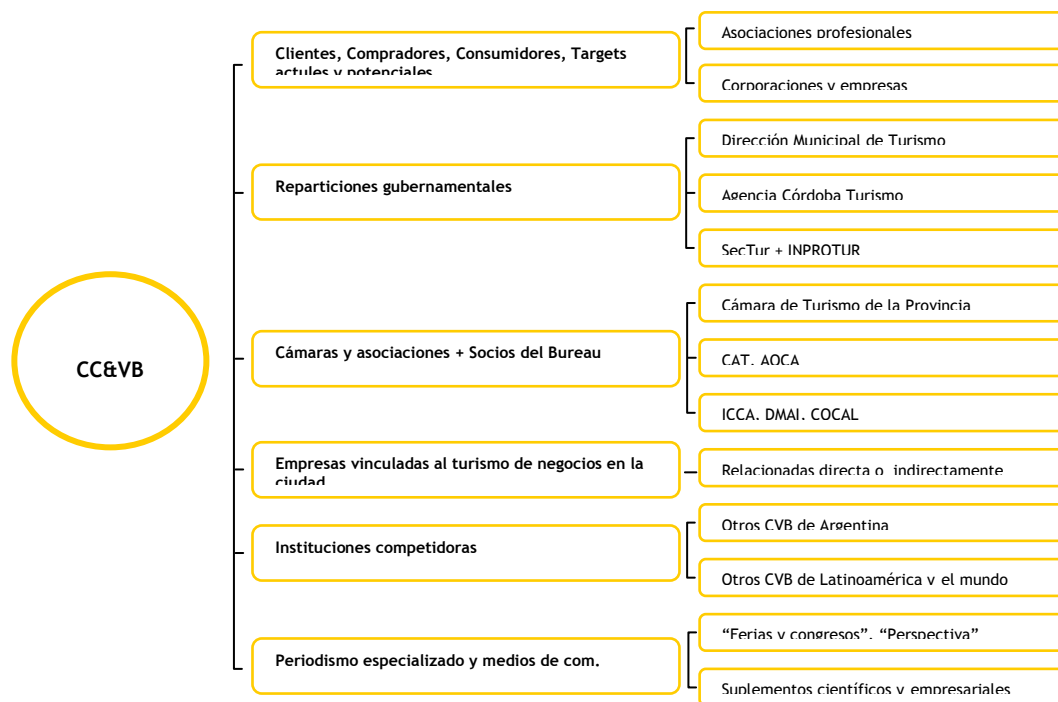 CC&VB
Clientes, Compradores, Consumidores, Targets
actules y potenciales
Asociaciones profesionales
Corporaciones y empresas
Reparticiones gubernamentales
Dirección Municipal de Turismo
Agencia Córdoba Turismo
SecTur + INPROTUR
Cámaras y asociaciones + Socios del Bureau
Cámara de Turismo de la Provincia
CAT, AOCA
ICCA, DMAI, COCAL
Empresas vinculadas al turismo de negocios en la
ciudad
Relacionadas directa o indirectamente
Instituciones competidoras
Otros CVB de Argentina
Otros CVB de Latinoamérica y el mundo
Periodismo especializado y medios de com.
“Ferias y congresos”, “Perspectiva”
Suplementos científicos y empresariales